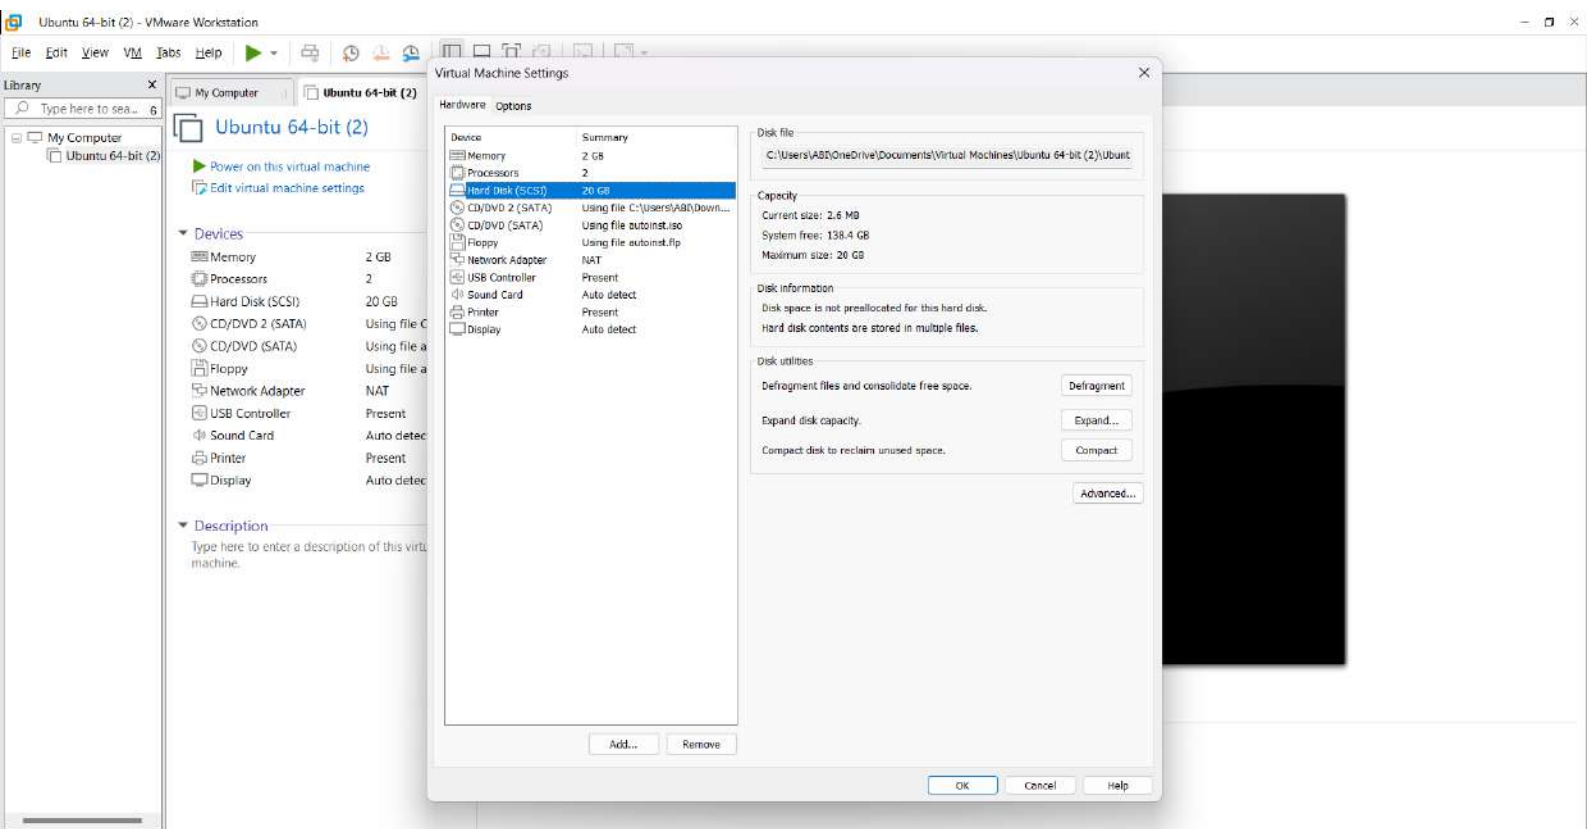 Ubuntu 64-bit (2) - VMware Workstation
File Edit View VM Tabs Help
Library X
Type here to sea...
My Computer
Ubuntu 64-bit (2)
My Computer
Ubuntu 64-bit (2)
Ubuntu 64-bit (2)
Power on this virtual machine
Edit virtual machine settings
Devices
Memory 2 GB
Processors 2
Hard Disk (SCSI) 20 GB
CD/DVD 2 (SATA) Using file C
CD/DVD (SATA) Using file a
Floppy Using file a
Network Adapter NAT
USB Controller Present
Sound Card Auto detec
Printer Present
Display Auto detec
Description
Type here to enter a description of this virtu
machine.
Virtual Machine Settings
Hardware Options
Device Summary
Memory 2 GB
Processors 2
Hard Disk (SCSI) 20 GB
CD/DVD 2 (SATA) Using file C:\Users\ABI\Down...
CD/DVD (SATA) Using file autoinst.iso
Floppy Using file autoinst.flp
Network Adapter NAT
USB Controller Present
Sound Card Auto detect
Printer Present
Display Auto detect
Add... Remove
Disk file
C:\Users\ABI\OneDrive\Documents\Virtual Machines\Ubuntu 64-bit (2)\Ubunt
Capacity
Current size: 2.6 MB
System free: 138.4 GB
Maximum size: 20 GB
Disk information
Disk space is not preallocated for this hard disk.
Hard disk contents are stored in multiple files.
Disk utilities
Defragment files and consolidate free space. Defragment
Expand disk capacity. Expand...
Compact disk to reclaim unused space. Compact
Advanced...
OK Cancel Help